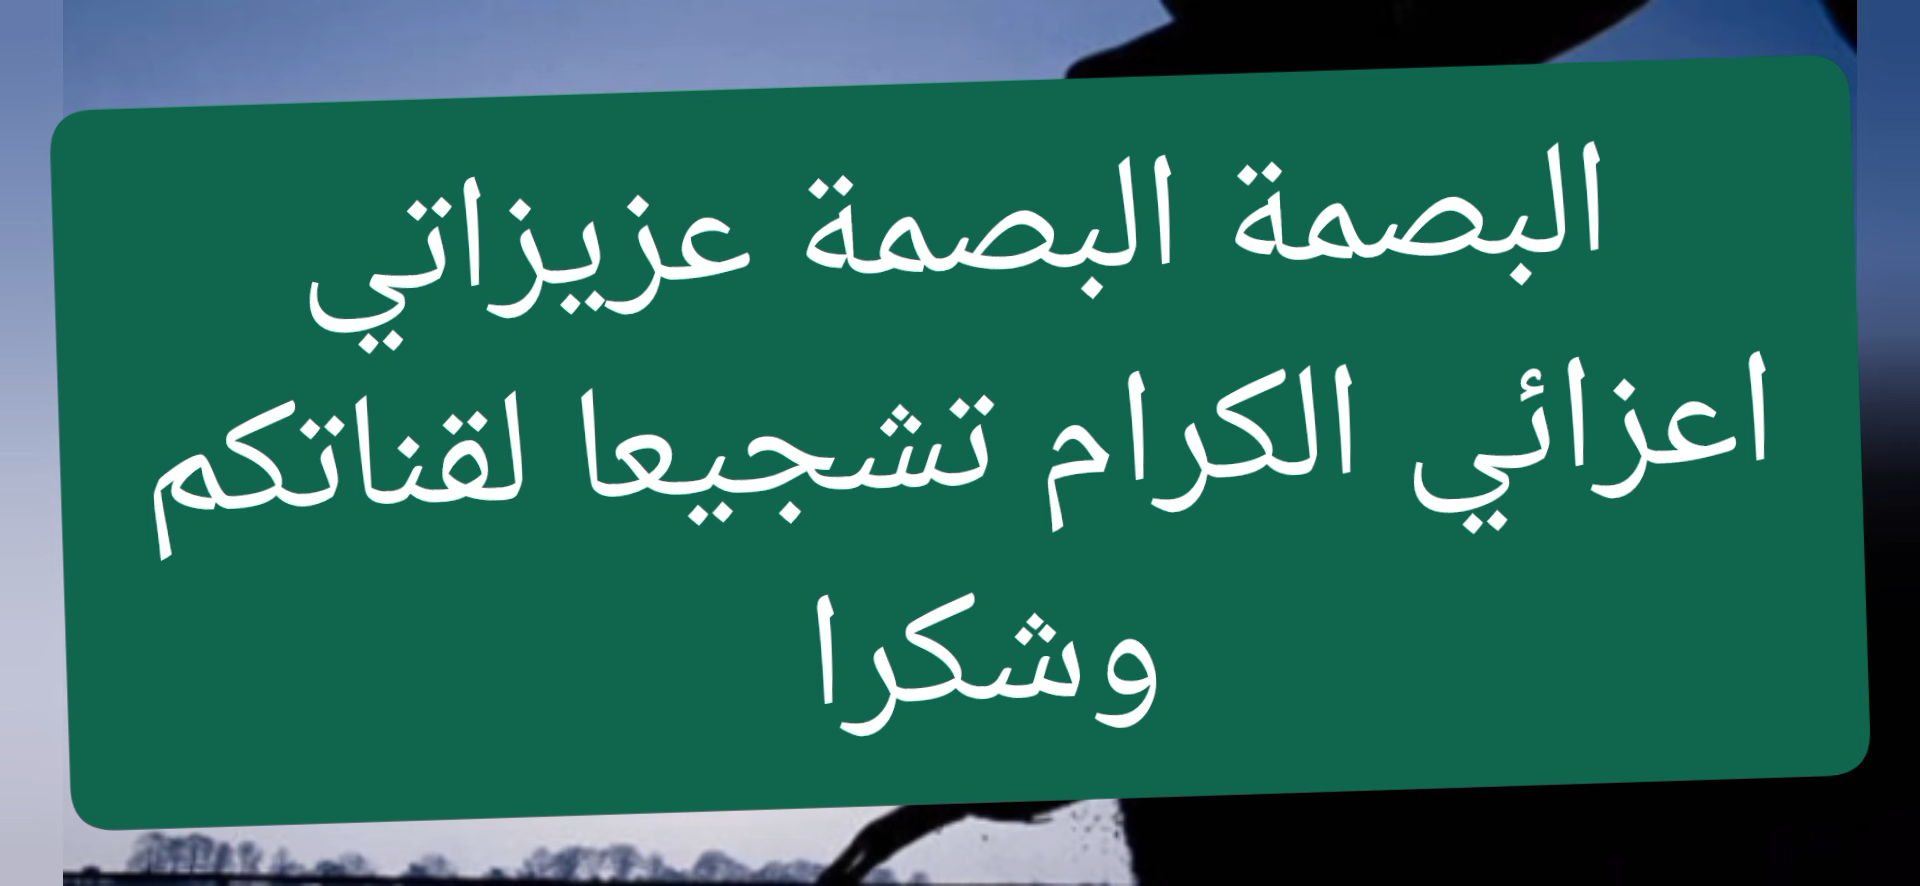 البصمة البصمة عزيزاتي
اعزائي الكرام تشجيعا لقناتكم
وشكرا